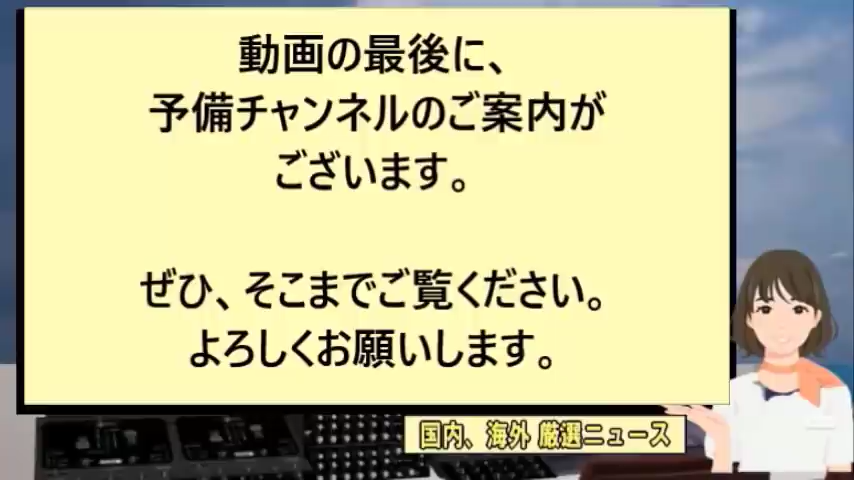 動画の最後に、
予備チャンネルのご案内が
ございます。
ぜひ、そこまでご覧ください。
よろしくお願いします。
国内、海外 厳選ニュース